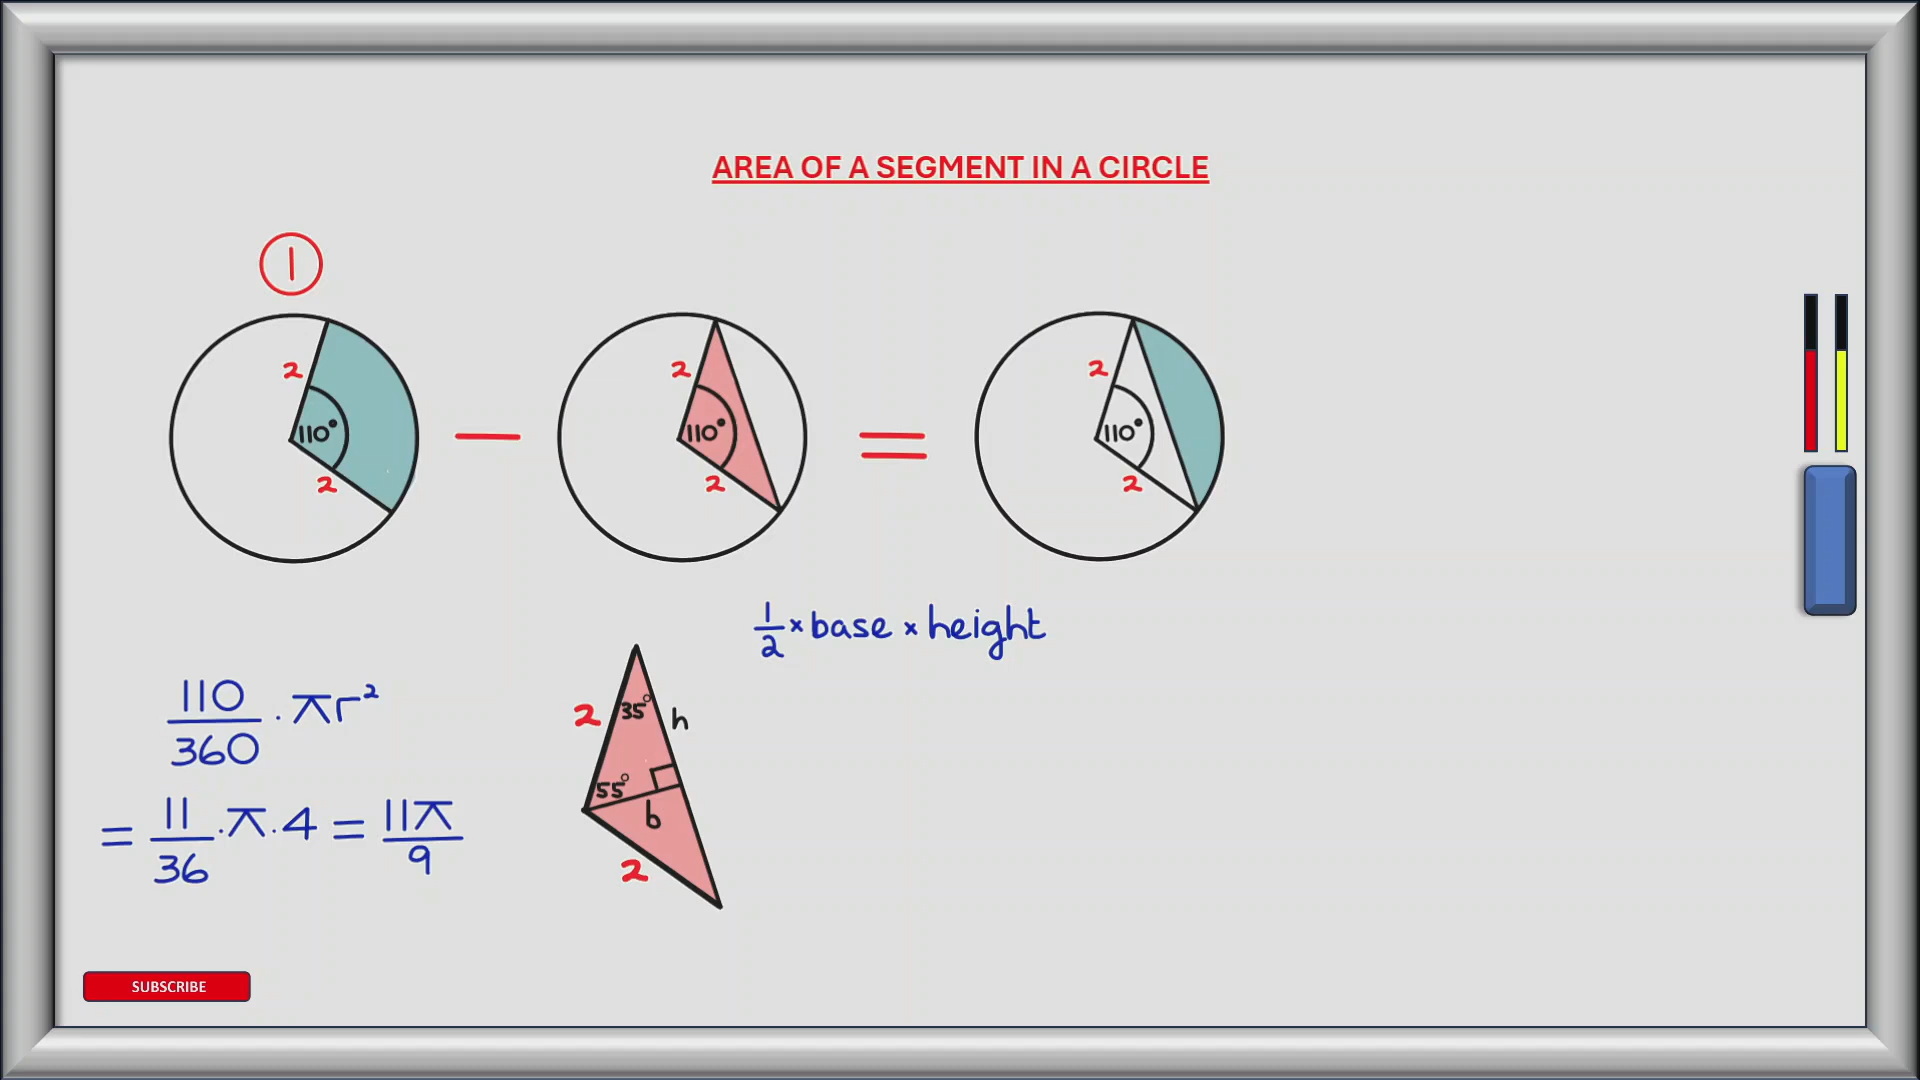 AREA OF A SEGMENT IN A CIRCLE
1
2
110°
2
−
2
110°
2
=
2
110°
2
110/360 · πr²
= 11/36 · π · 4 = 11π/9
1/2 × base × height
2
35°
h
55°
b
2
SUBSCRIBE